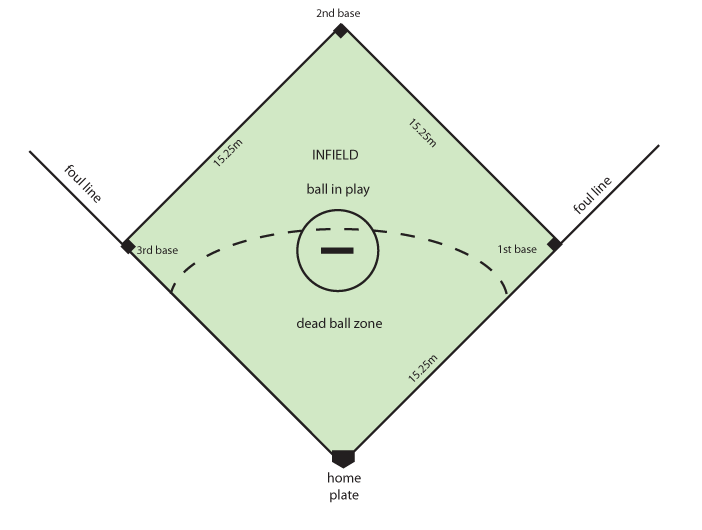 2nd base
15.25m
15.25m
INFIELD
foul line
foul line
ball in play
3rd base
1st base
dead ball zone
15.25m
home
plate